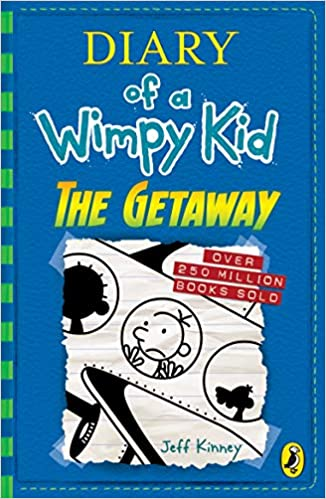 DIARY
of a
Wimpy Kid
THE GETAWAY
OVER
250 MILLION
BOOKS SOLD
Jeff Kinney